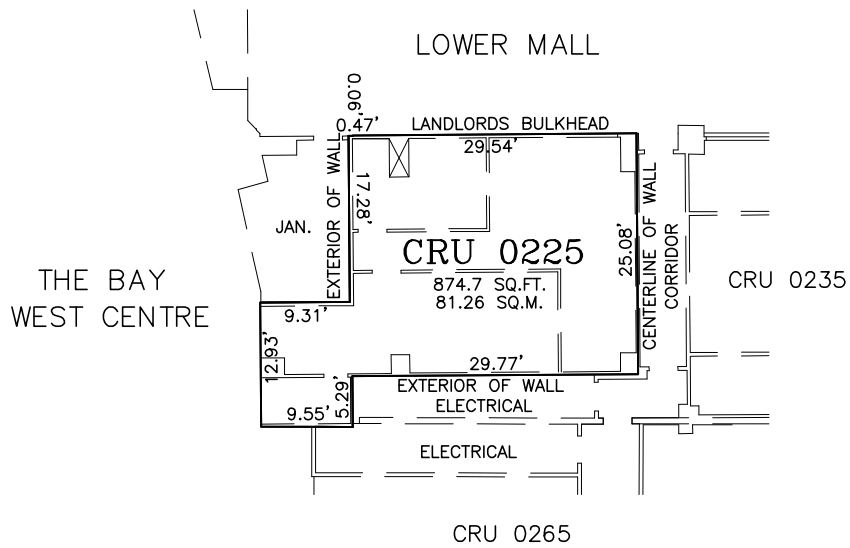 LOWER MALL
0.06'
0.47'
LANDLORDS BULKHEAD
29.54'
EXTERIOR OF WALL
17.28'
JAN.
CRU 0225
874.7 SQ.FT.
81.26 SQ.M.
25.08'
CENTERLINE OF WALL
CORRIDOR
CRU 0235
THE BAY
WEST CENTRE
9.31'
12.93'
29.77'
EXTERIOR OF WALL
5.29'
9.55'
ELECTRICAL
ELECTRICAL
CRU 0265